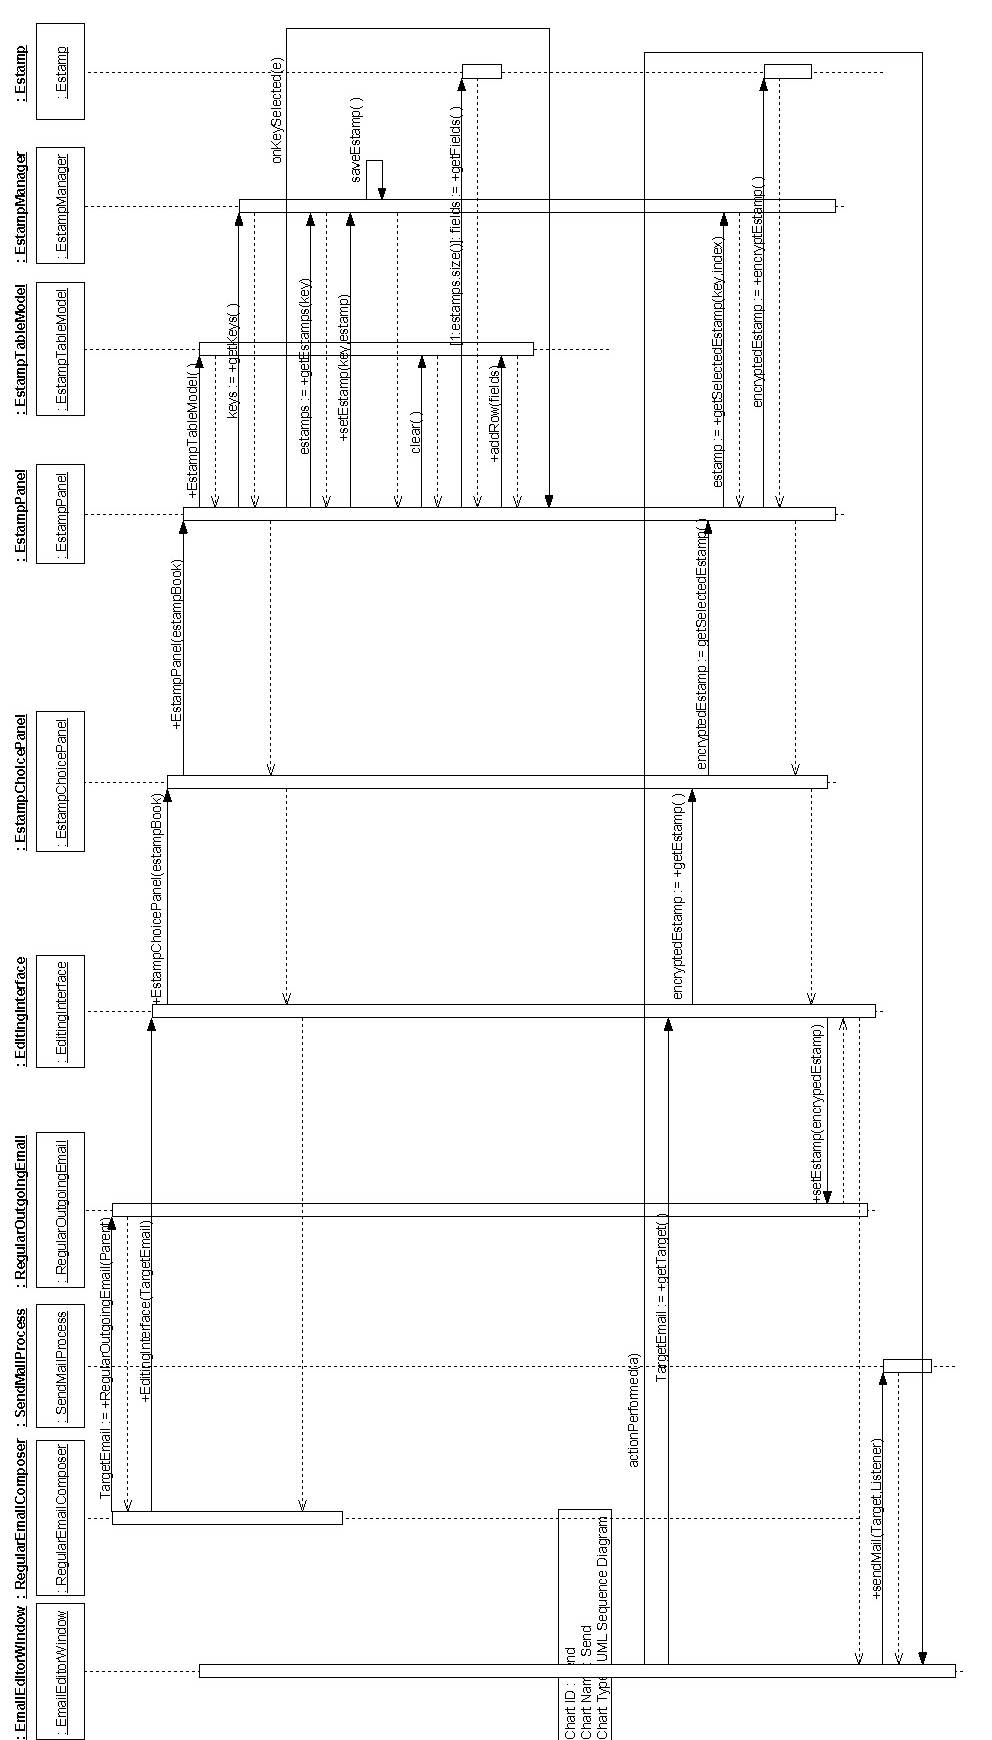 : EmailEditorWindow
: RegularEmailComposer
: SendMailProcess
: RegularOutgoingEmail
: EditingInterface
: EstampChoicePanel
: EstampPanel
: EstampTableModel
: EstampManager
: Estamp
: EmailEditorWindow
: RegularEmailComposer
: SendMailProcess
: RegularOutgoingEmail
: EditingInterface
: EstampChoicePanel
: EstampPanel
: EstampTableModel
: EstampManager
: Estamp
TargetEmail := +RegularOutgoingEmail(Parent)
+EditingInterface(TargetEmail)
+EstampChoicePanel(estampBook)
+EstampPanel(estampBook)
+EstampTableModel( )
keys := +getKeys( )
onKeySelected(e)
estamps := +getEstamps(key)
+setEstamp(key,estamp)
saveEstamp( )
clear( )
[1:estamps.size()]: fields := +getFields( )
+addRow(fields)
Chart ID :
Chart Name : Send
Chart Type : UML Sequence Diagram
actionPerformed(a)
TargetEmail := +getTarget( )
encryptedEstamp := +getEstamp( )
encryptedEstamp := getSelectedEstamp( )
estamp := +getSelectedEstamp(key,index)
encryptedEstamp := +encryptEstamp( )
+setEstamp(encrypedEstamp)
+sendMail(Target,Listener)